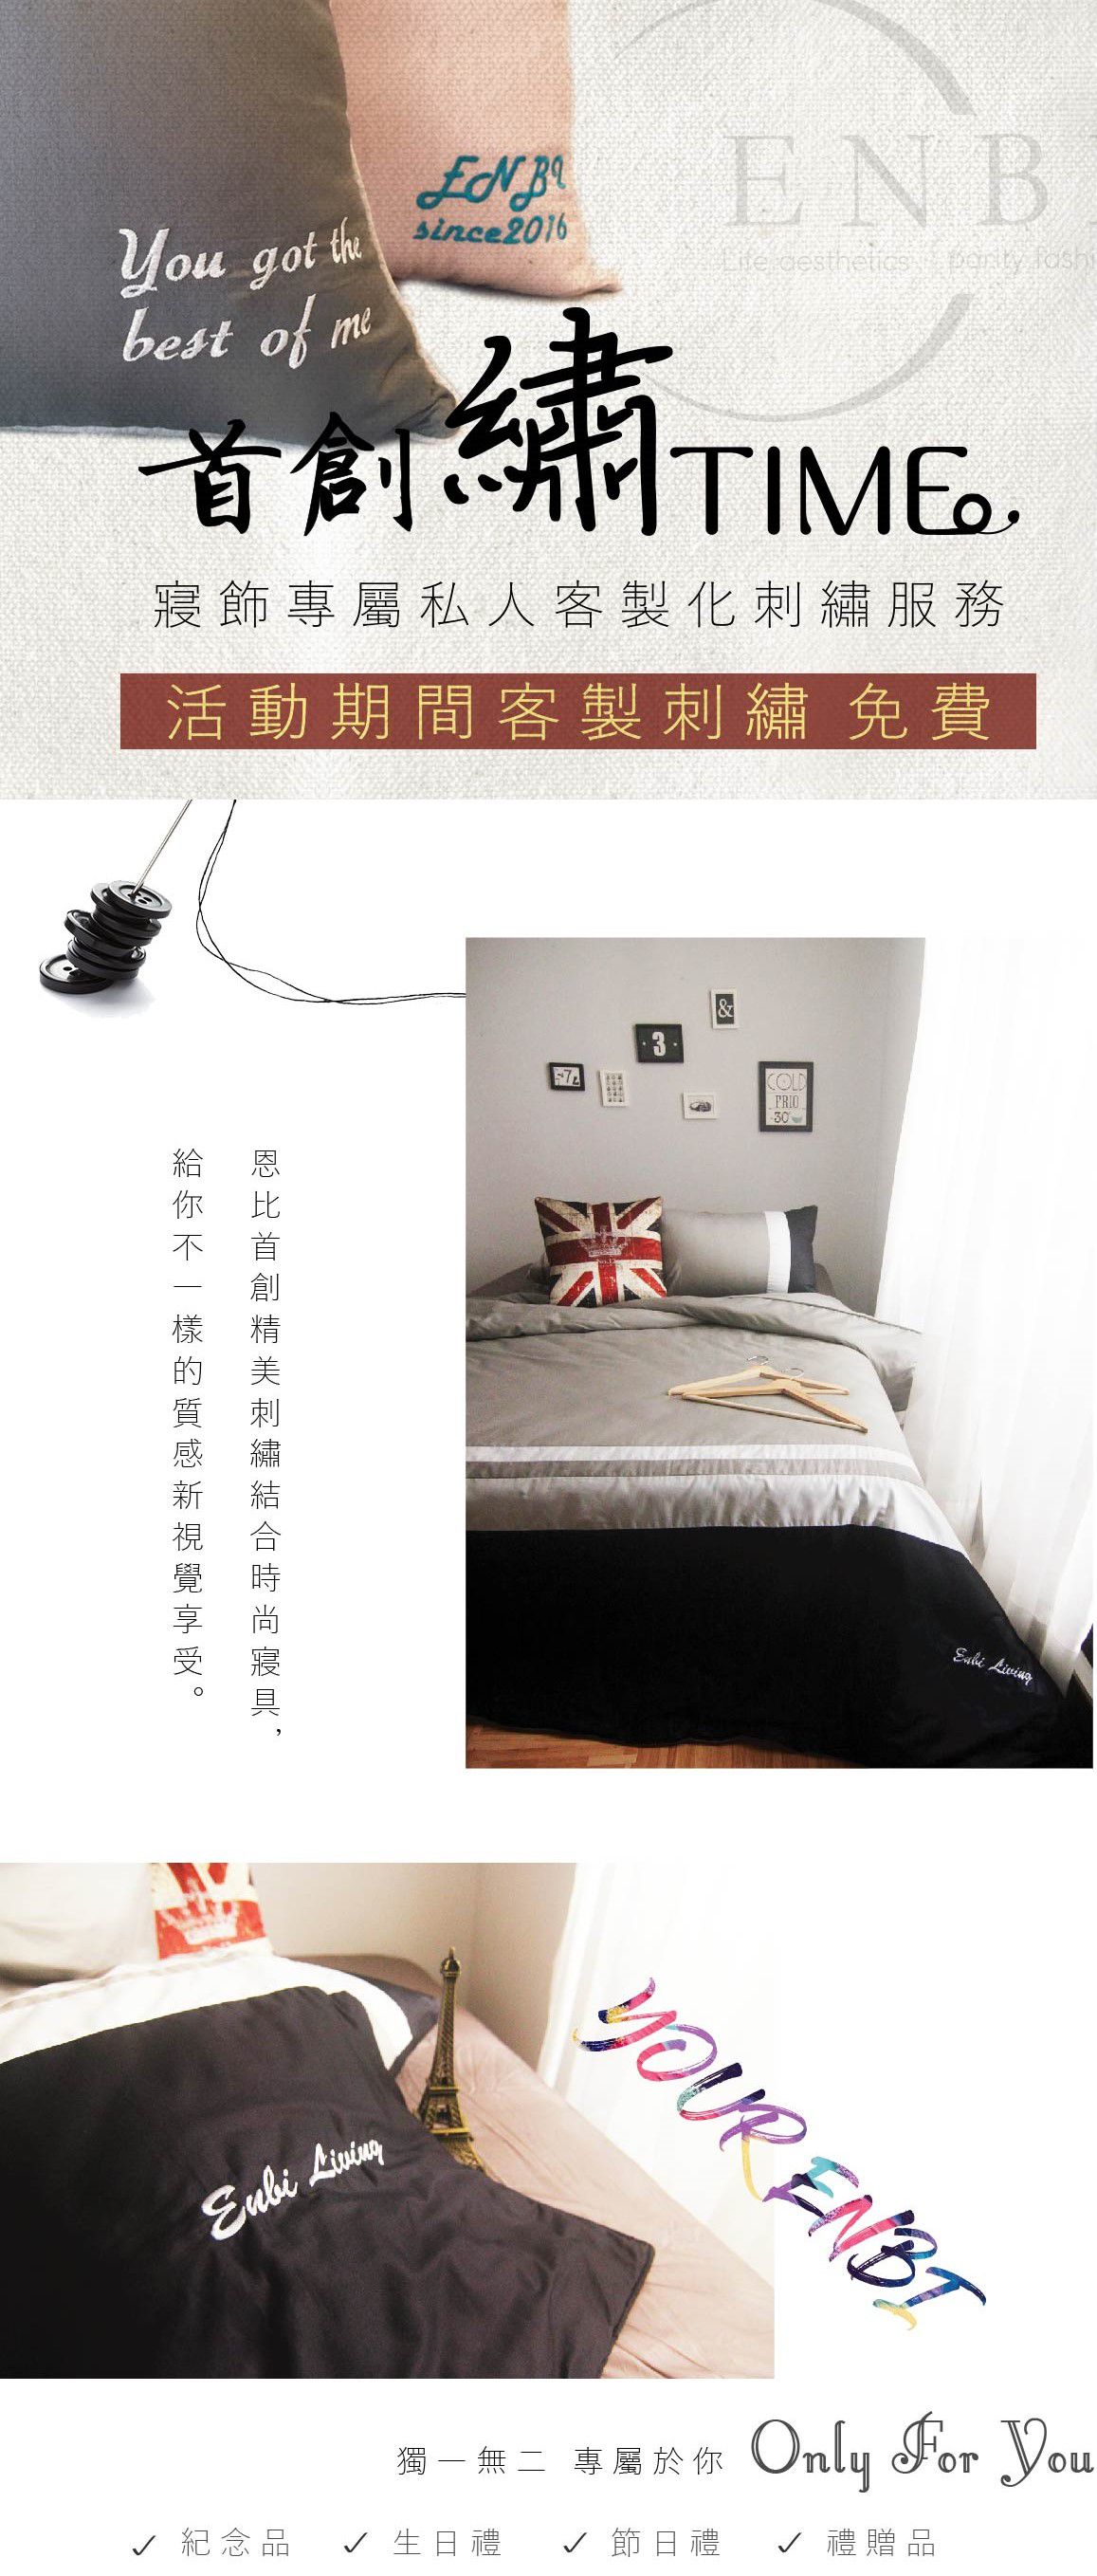 ENBI
since2016
ENB
life aesthetics
parity fash
You got the
best of me
首創繡TIME
寢飾專屬私人客製化刺繡服務
活動期間客製刺繡 免費
&
3
7
COLD
FRIO
-30°
恩比首創精美刺繡結合時尚寢具，
給你不一樣的質感新視覺享受。
Enbi Living
Enbi Living
YOUR ENBI
獨一無二 專屬於你 Only For You
✓ 紀念品 ✓ 生日禮 ✓ 節日禮 ✓ 禮贈品